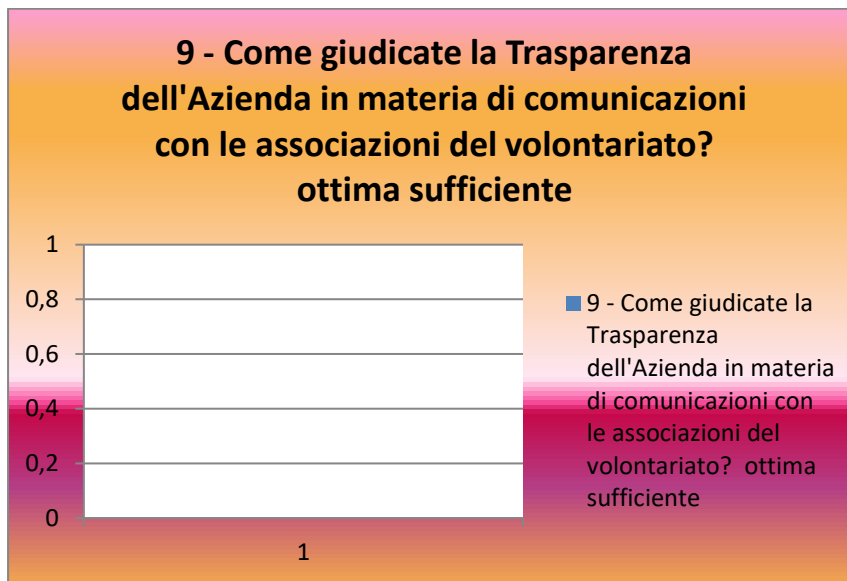 9 - Come giudicate la Trasparenza
dell'Azienda in materia di comunicazioni
con le associazioni del volontariato?
ottima sufficiente
1
0,8
0,6
0,4
0,2
0
1
9 - Come giudicate la
Trasparenza
dell'Azienda in materia
di comunicazioni con
le associazioni del
volontariato?  ottima
sufficiente